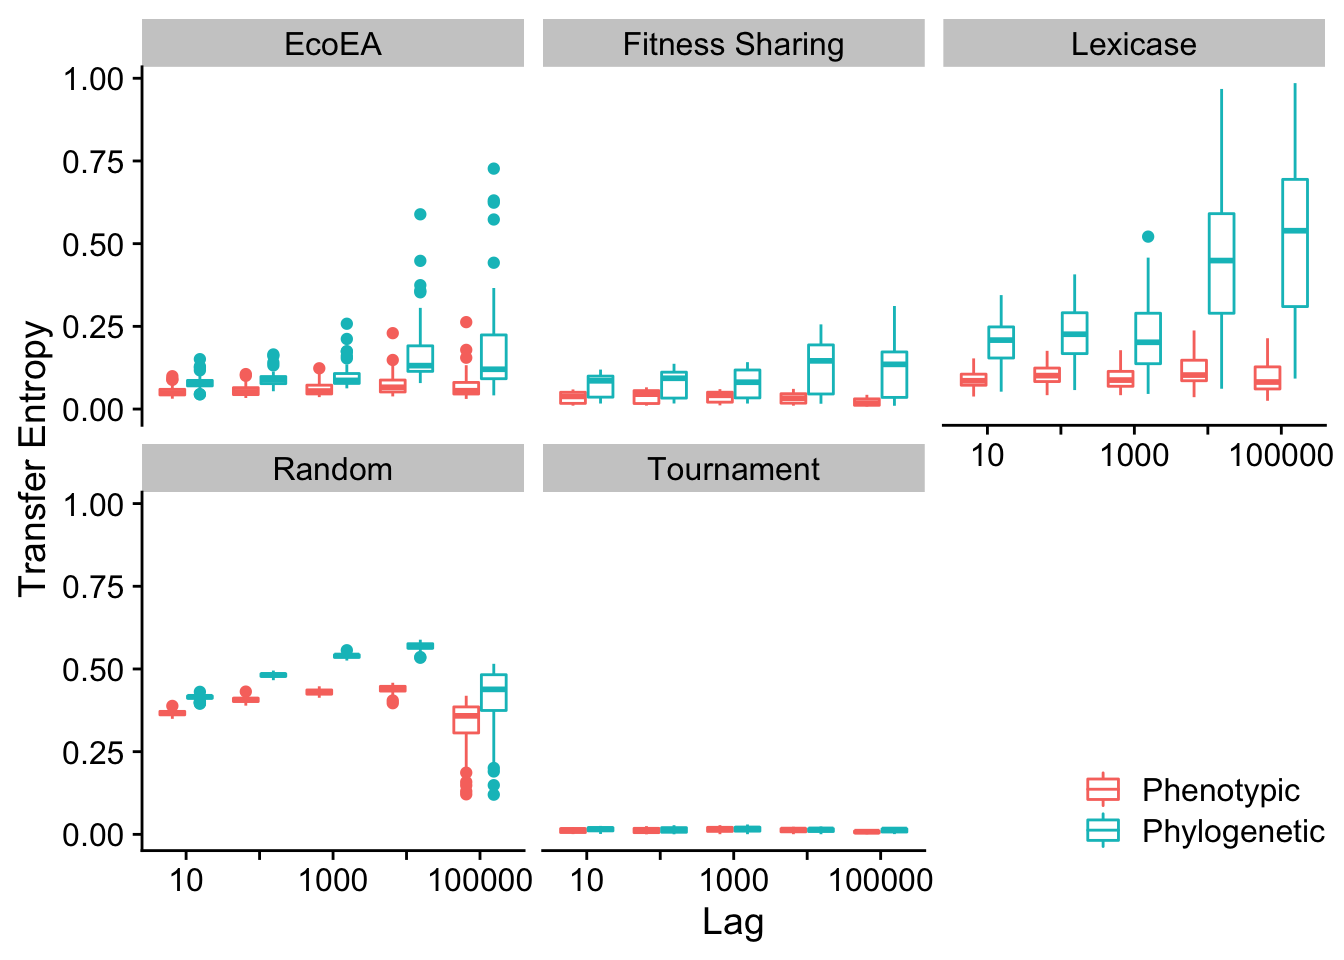 EcoEA
Fitness Sharing
Lexicase
1.00
0.75
0.50
0.25
0.00
10
1000
100000
Transfer Entropy
Random
Tournament
1.00
0.75
0.50
0.25
0.00
10
1000
100000
10
1000
100000
Lag
Phenotypic
Phylogenetic